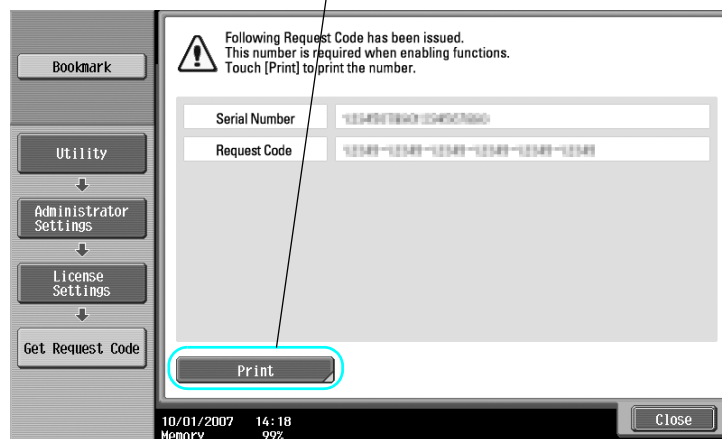 Bookmark
Utility
Administrator
Settings
License
Settings
Get Request Code
Following Request Code has been issued.
This number is required when enabling functions.
Touch [Print] to print the number.
Serial Number
Request Code
Print
10/01/2007 14:18
Memory 99%
Close